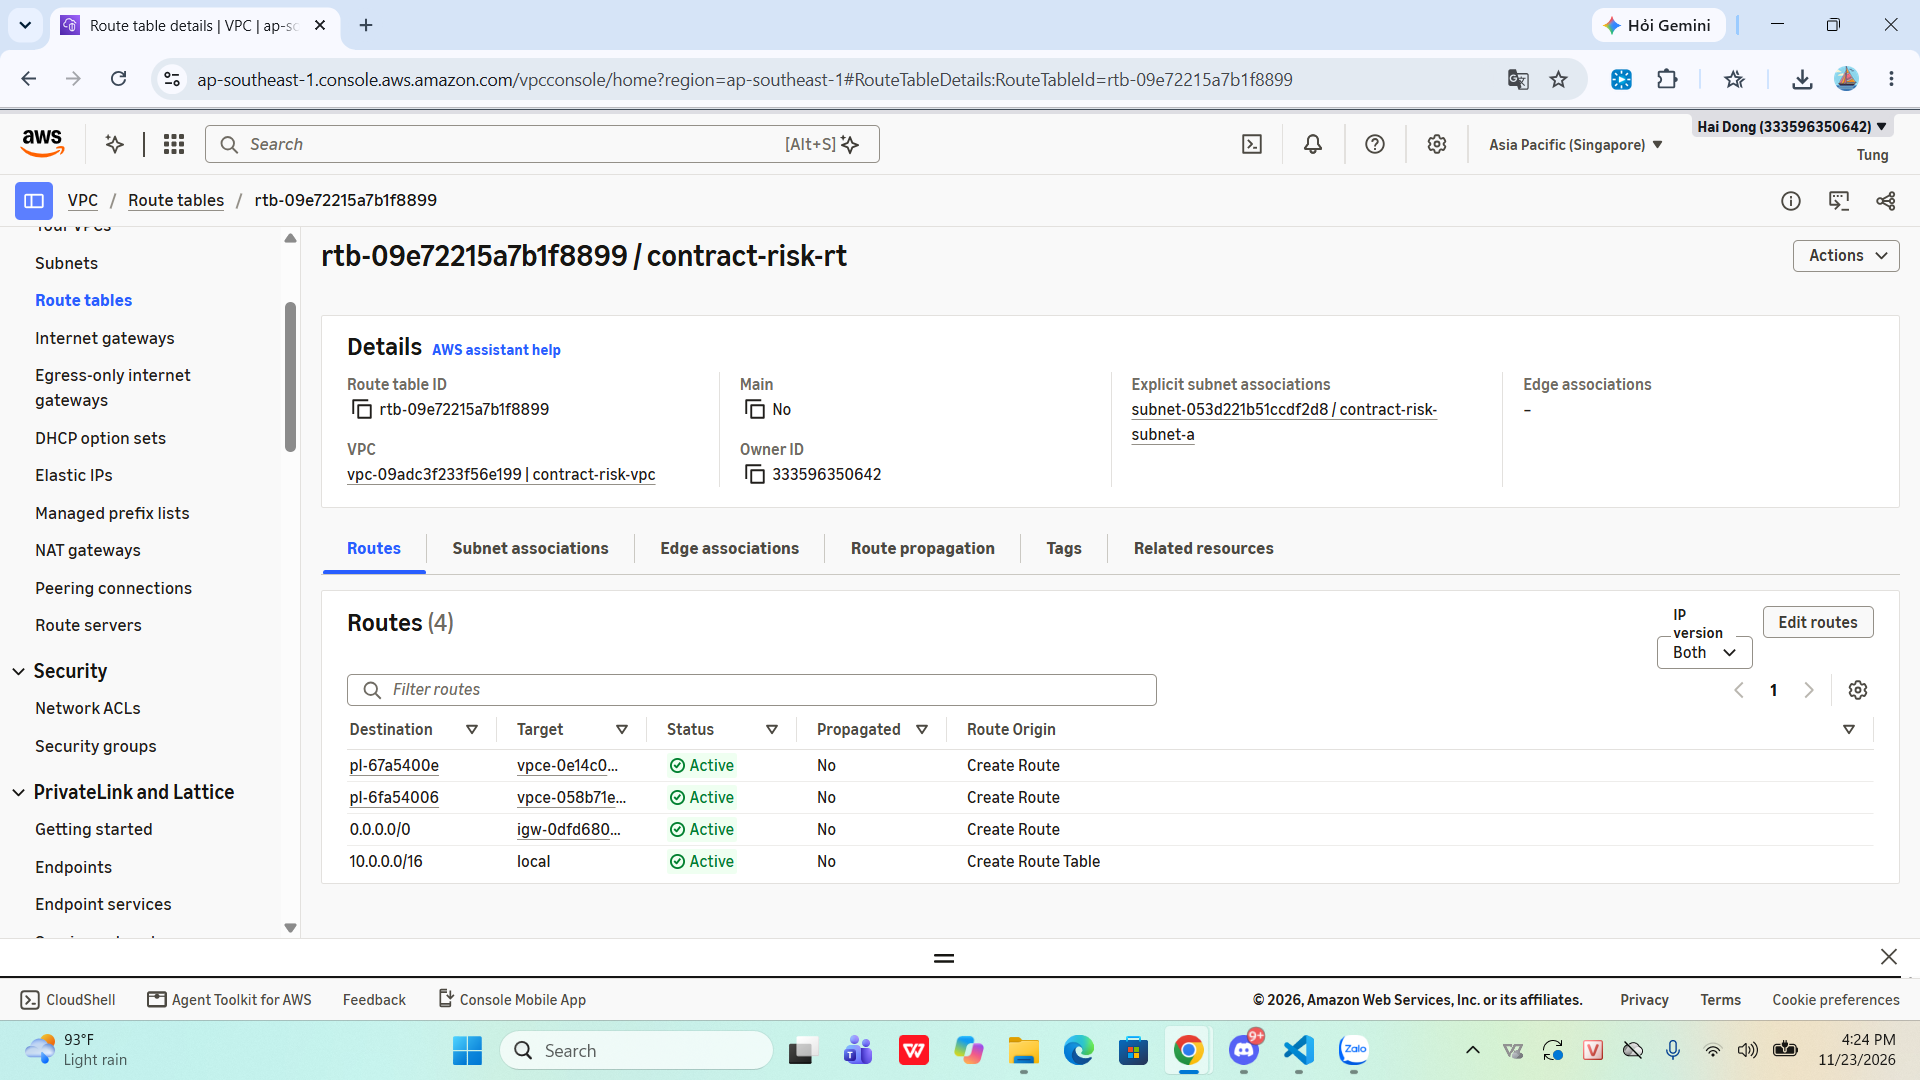 Route table details | VPC | ap-so
Hỏi Gemini
ap-southeast-1.console.aws.amazon.com/vpcconsole/home?region=ap-southeast-1#RouteTableDetails:RouteTableId=rtb-09e72215a7b1f8899
aws
Search
[Alt+S]
Asia Pacific (Singapore)
Hai Dong (333596350642)
Tung
VPC / Route tables / rtb-09e72215a7b1f8899
Your VPCs
Subnets
Route tables
Internet gateways
Egress-only internet
gateways
DHCP option sets
Elastic IPs
Managed prefix lists
NAT gateways
Peering connections
Route servers
Security
Network ACLs
Security groups
PrivateLink and Lattice
Getting started
Endpoints
Endpoint services
rtb-09e72215a7b1f8899 / contract-risk-rt
Actions
Details AWS assistant help
Route table ID
rtb-09e72215a7b1f8899
VPC
vpc-09adc3f233f56e199 | contract-risk-vpc
Main
No
Owner ID
333596350642
Explicit subnet associations
subnet-053d221b51ccdf2d8 / contract-risk-
subnet-a
Edge associations
–
Routes Subnet associations Edge associations Route propagation Tags Related resources
Routes (4)
IP
version
Both
Edit routes
Filter routes
1
Destination Target Status Propagated Route Origin
pl-67a5400e vpce-0e14c0... Active No Create Route
pl-6fa54006 vpce-058b71e... Active No Create Route
0.0.0.0/0 igw-0dfd680... Active No Create Route
10.0.0.0/16 local Active No Create Route Table
CloudShell Agent Toolkit for AWS Feedback Console Mobile App
© 2026, Amazon Web Services, Inc. or its affiliates. Privacy Terms Cookie preferences
93°F
Light rain
Search
9+
Zalo
4:24 PM
11/23/2026